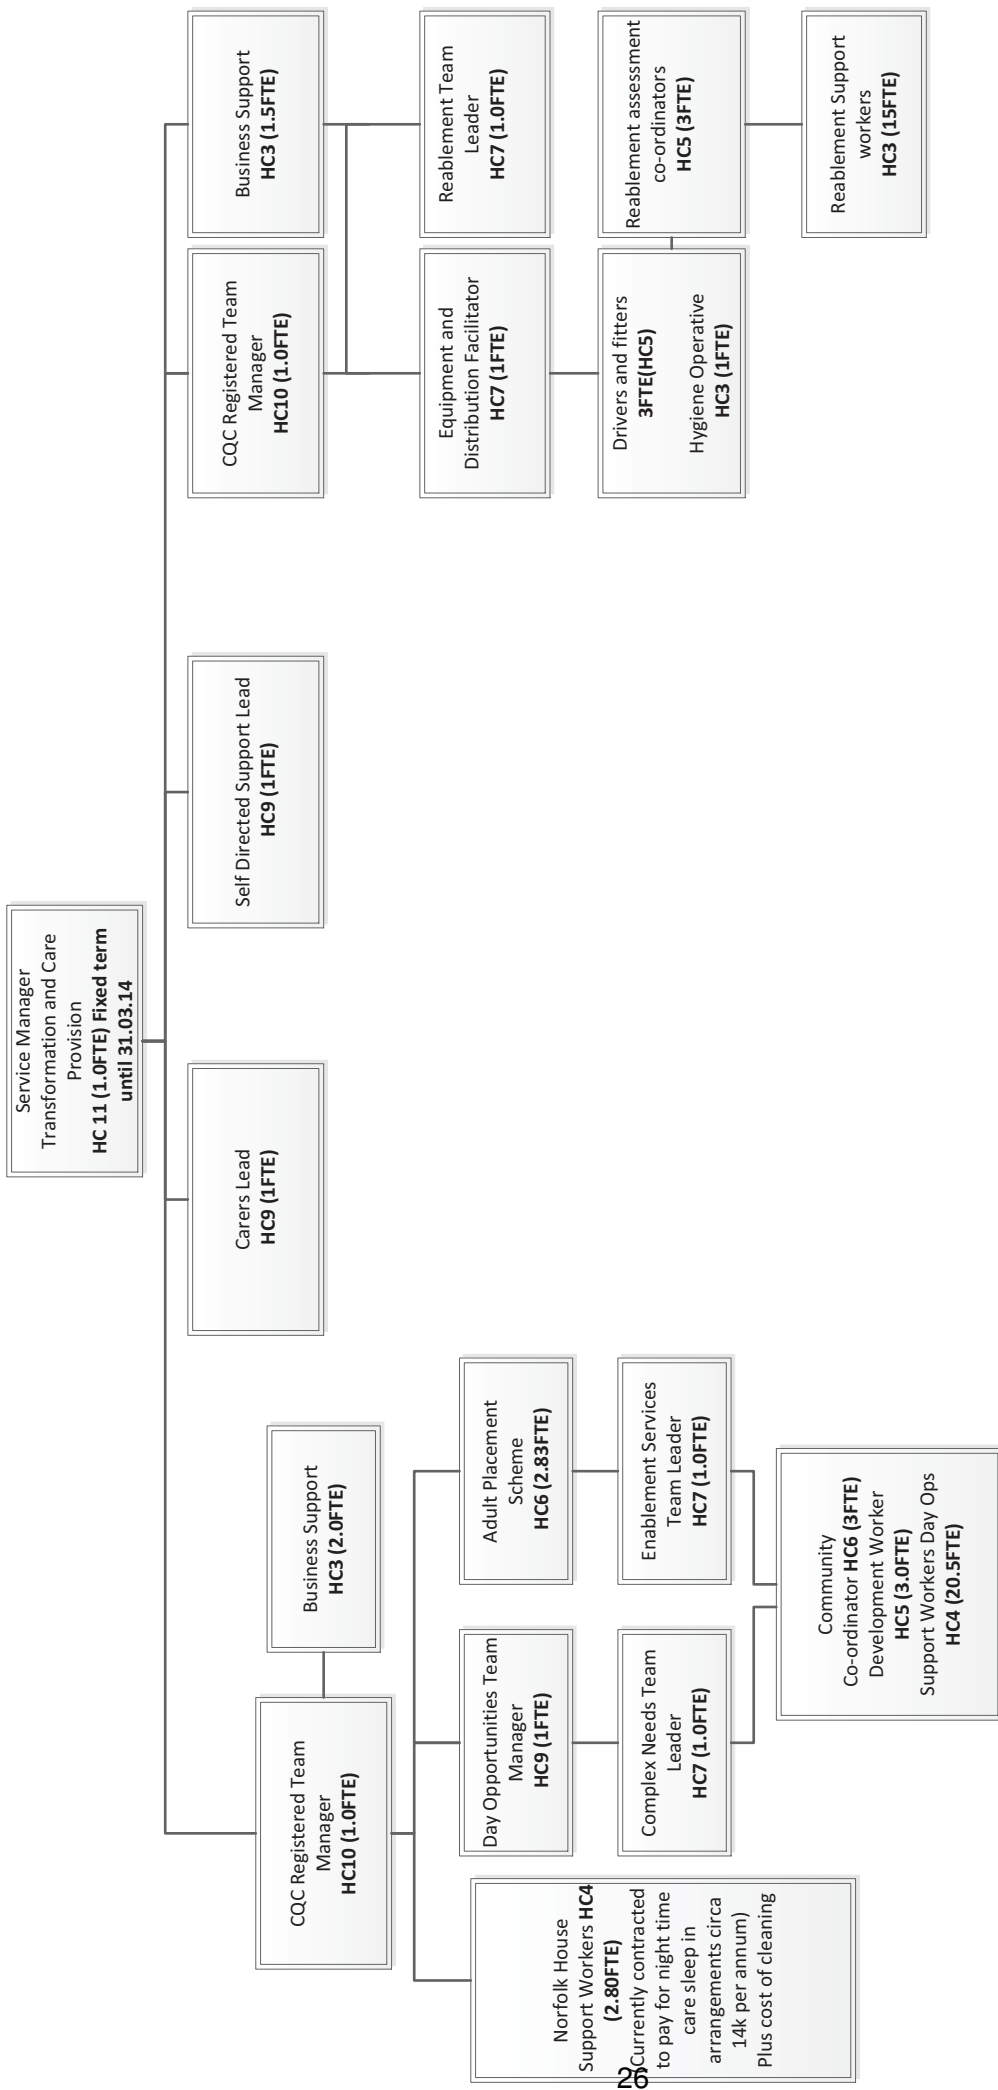 Service Manager
Transformation and Care
Provision
HC 11 (1.0FTE) Fixed term
until 31.03.14
CQC Registered Team
Manager
HC10 (1.0FTE)
Business Support
HC3 (2.0FTE)
Carers Lead
HC9 (1FTE)
Self Directed Support Lead
HC9 (1FTE)
CQC Registered Team
Manager
HC10 (1.0FTE)
Business Support
HC3 (1.5FTE)
Norfolk House
Support Workers HC4
(2.80FTE)
Currently contracted
to pay for night time
care sleep in
arrangements circa
14k per annum)
Plus cost of cleaning
Day Opportunities Team
Manager
HC9 (1FTE)
Adult Placement
Scheme
HC6 (2.83FTE)
Complex Needs Team
Leader
HC7 (1.0FTE)
Enablement Services
Team Leader
HC7 (1.0FTE)
Community
Co-ordinator HC6 (3FTE)
Development Worker
HC5 (3.0FTE)
Support Workers Day Ops
HC4 (20.5FTE)
Equipment and
Distribution Facilitator
HC7 (1FTE)
Reablement Team
Leader
HC7 (1.0FTE)
Drivers and fitters
3FTE(HC5)
Hygiene Operative
HC3 (1FTE)
Reablement assessment
co-ordinators
HC5 (3FTE)
Reablement Support
workers
HC3 (15FTE)
26